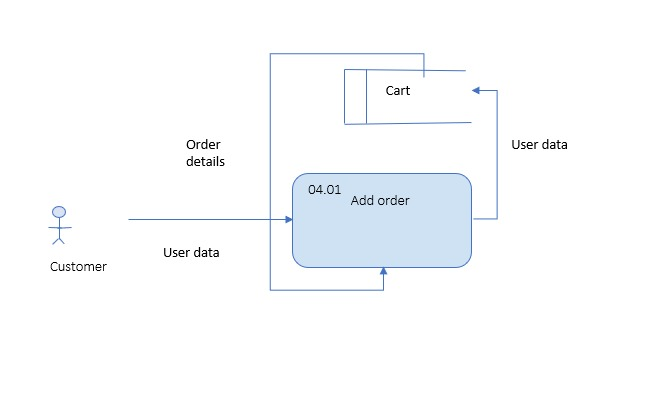 Cart
Order
details
User data
04.01
Add order
User data
Customer